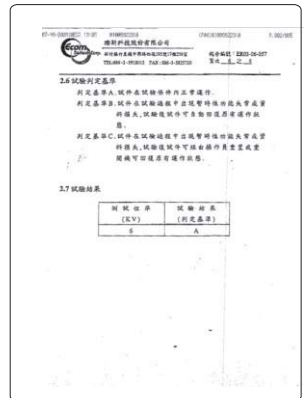 Ecom
Technology Corp.
科技股份有限公司
TEL:
2.6 試驗判定基準
判定基準A.試件在試驗條件內正常運作。
判定基準B.試件在試驗過程中出現暫時性功能失常或資
料損失,試驗後試件可自動回復原有運作狀
態。
判定基準C.試件在試驗過程中出現暫時性功能失常或資
料損失,試驗後試件可經由操作員重置或重
開機可回復原有運作狀態。
2.7 試驗結果
測試位準 試驗結果
(KV) (判定基準)
6 A